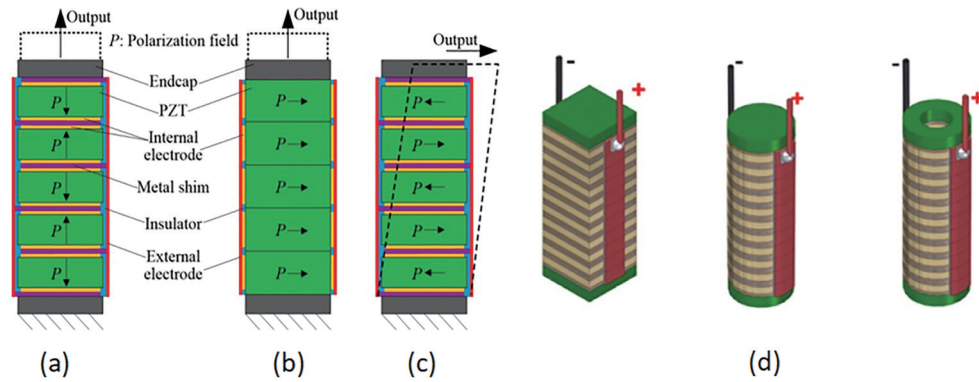 Output
P: Polarization field
Endcap
PZT
Internal
electrode
Metal shim
Insulator
External
electrode
P
P
P
P
P
Output
P
P
P
P
P
Output
P
P
P
P
P
-
+
-
+
-
+
(a)
(b)
(c)
(d)